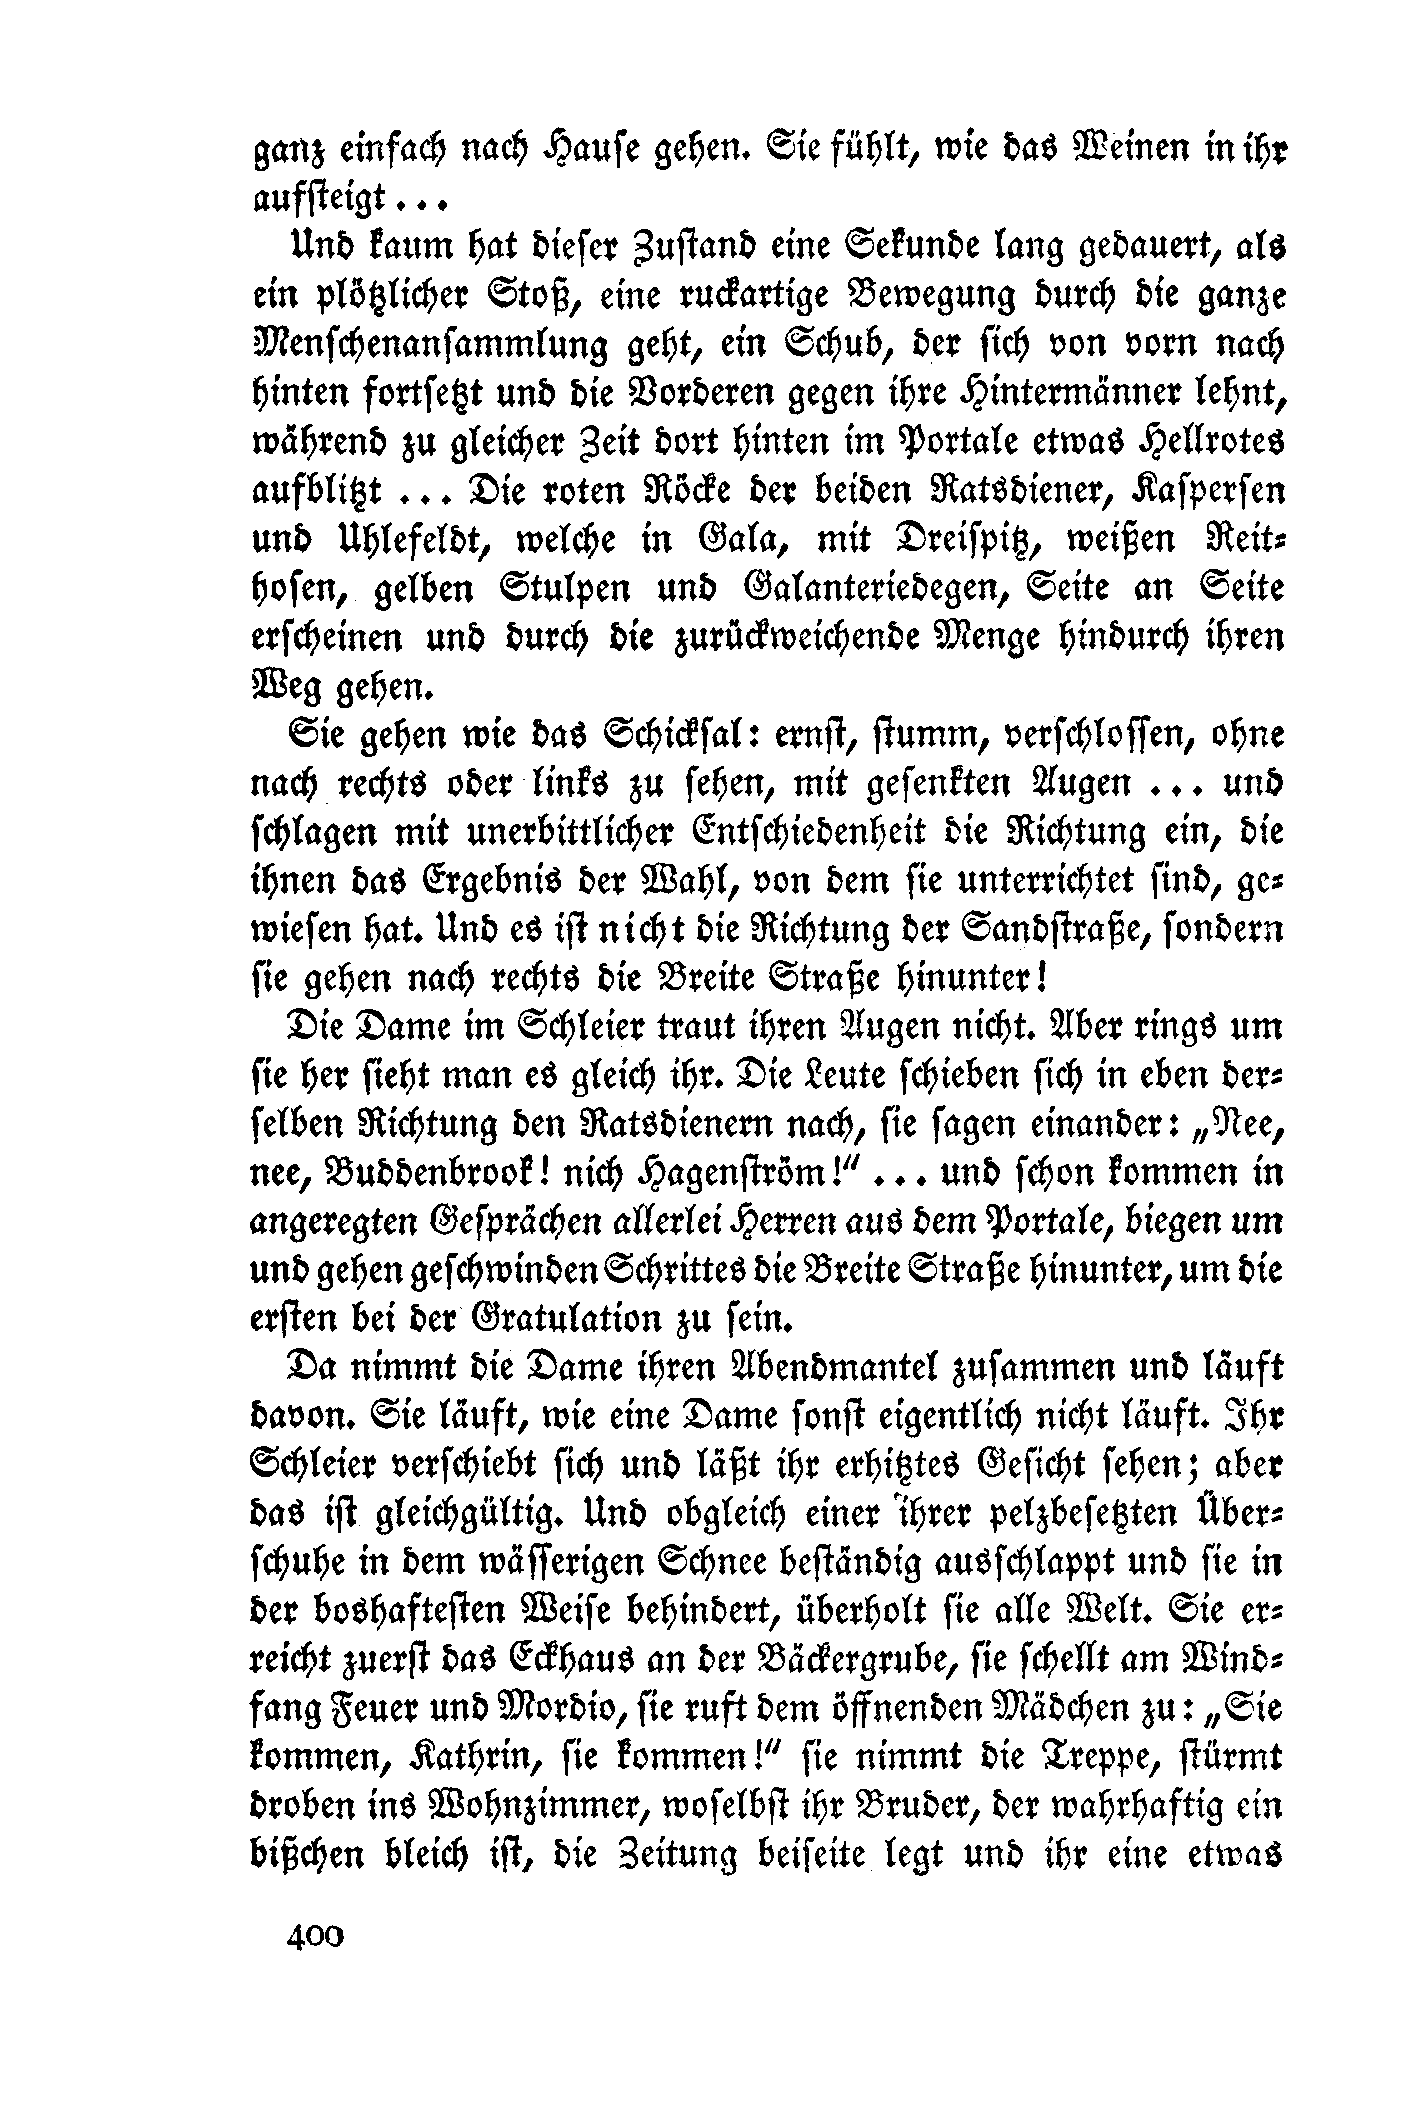 ganz einfach nach Hause gehen. Sie fühlt, wie das Weinen in ihr
aufsteigt . . .
Und kaum hat dieser Zustand eine Sekunde lang gedauert, als
ein plötzlicher Stoß, eine ruckartige Bewegung durch die ganze
Menschenansammlung geht, ein Schub, der sich von vorn nach
hinten fortsetzt und die Vorderen gegen ihre Hintermänner lehnt,
während zu gleicher Zeit dort hinten im Portale etwas Hellrotes
aufblitzt . . . Die roten Röcke der beiden Ratsdiener, Kaspersen
und Uhlefeldt, welche in Gala, mit Dreispitz, weißen Reit-
hosen, gelben Stulpen und Galanteriedegen, Seite an Seite
erscheinen und durch die zurückweichende Menge hindurch ihren
Weg gehen.
Sie gehen wie das Schicksal: ernst, stumm, verschlossen, ohne
nach rechts oder links zu sehen, mit gesenkten Augen . . . und
schlagen mit unerbittlicher Entschiedenheit die Richtung ein, die
ihnen das Ergebnis der Wahl, von dem sie unterrichtet sind, ge-
wiesen hat. Und es ist nicht die Richtung der Sandstraße, sondern
sie gehen nach rechts die Breite Straße hinunter!
Die Dame im Schleier traut ihren Augen nicht. Aber rings um
sie her sieht man es gleich ihr. Die Leute schieben sich in eben der-
selben Richtung den Ratsdienern nach, sie sagen einander: „Nee,
nee, Buddenbrook! nich Hagenström!“ . . . und schon kommen in
angeregten Gesprächen allerlei Herren aus dem Portale, biegen um
und gehen geschwinden Schrittes die Breite Straße hinunter, um die
ersten bei der Gratulation zu sein.
Da nimmt die Dame ihren Abendmantel zusammen und läuft
davon. Sie läuft, wie eine Dame sonst eigentlich nicht läuft. Ihr
Schleier verschiebt sich und läßt ihr erhitztes Gesicht sehen; aber
das ist gleichgültig. Und obgleich einer ihrer pelzbesetzten Über-
schuhe in dem wässerigen Schnee beständig ausschlappt und sie in
der boshaftesten Weise behindert, überholt sie alle Welt. Sie er-
reicht zuerst das Eckhaus an der Bäckergrube, sie schellt am Wind-
fang Feuer und Mordio, sie ruft dem öffnenden Mädchen zu: „Sie
kommen, Kathrin, sie kommen!“ sie nimmt die Treppe, stürmt
droben ins Wohnzimmer, woselbst ihr Bruder, der wahrhaftig ein
bißchen bleich ist, die Zeitung beiseite legt und ihr eine etwas
400